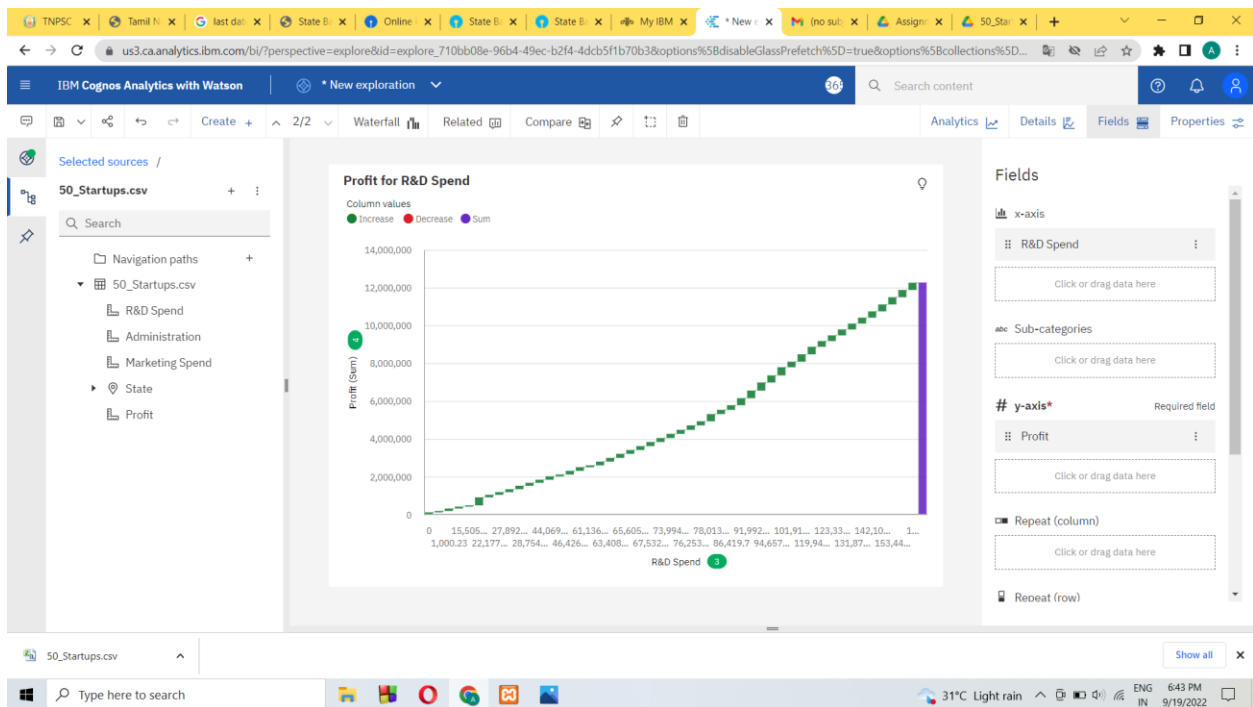 TNPSC
Tamil N
last dat
State B
Online
State B
State B
My IBM
* New e
(no sub
Assign
50_Star
us3.ca.analytics.ibm.com/bi/?perspective=explore&id=explore_710bb08e-96b4-49ec-b2f4-4dcb5f1b70b3&options%5BdisableGlassPrefetch%5D=true&options%5Bcollections%5D...
IBM Cognos Analytics with Watson
* New exploration
Search content
Create +
2/2
Waterfall
Related
Compare
Analytics
Details
Fields
Properties
Selected sources /
50_Startups.csv
Search
Navigation paths
50_Startups.csv
R&D Spend
Administration
Marketing Spend
State
Profit
Profit for R&D Spend
Column values
Increase Decrease Sum
14,000,000
12,000,000
10,000,000
8,000,000
6,000,000
4,000,000
2,000,000
0
Profit (Sum) 4
0 15,505... 27,892... 44,069... 61,136... 65,605... 73,994... 78,013... 91,992... 101,91... 123,33... 142,10... 1...
1,000.23 22,177... 28,754... 46,426... 63,408... 67,532... 76,253... 86,419.7 94,657... 119,94... 131,87... 153,44...
R&D Spend 3
Fields
x-axis
R&D Spend
Click or drag data here
abc Sub-categories
Click or drag data here
# y-axis* Required field
Profit
Click or drag data here
Repeat (column)
Click or drag data here
Repeat (row)
50_Startups.csv
Show all
Type here to search
31°C Light rain
ENG 6:43 PM
IN 9/19/2022